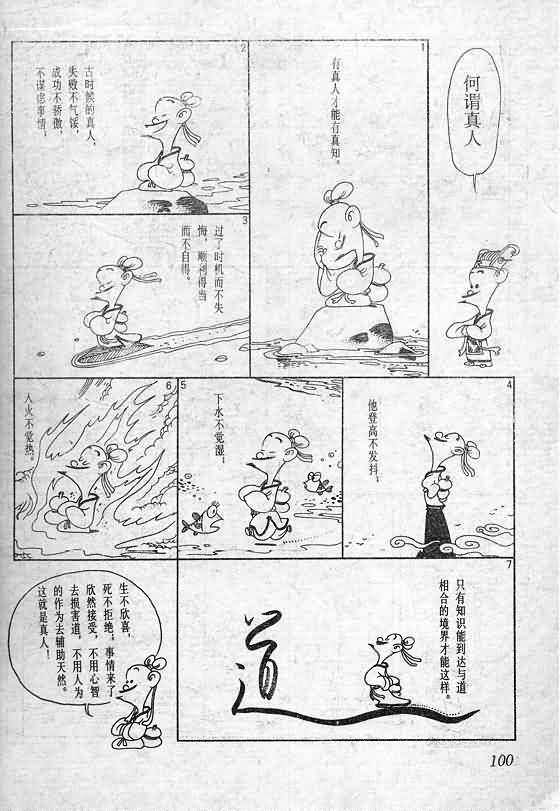 何谓真人
1
有真人才能有真知。
2
古时候的真人，
失败不气馁，
成功不骄傲，
不谋虑事情；
3
过了时机而不失
悔，顺利得当
而不自得。
4
他登高不发抖；
5
下水不觉湿；
6
入火不觉热。
7
只有知识能到达与道
相合的境界才能这样。
道
生不欣喜，
死不拒绝；事情来了
欣然接受，不用心智
去损害道，不用人为
的作为去辅助天然。
这就是真人！
100